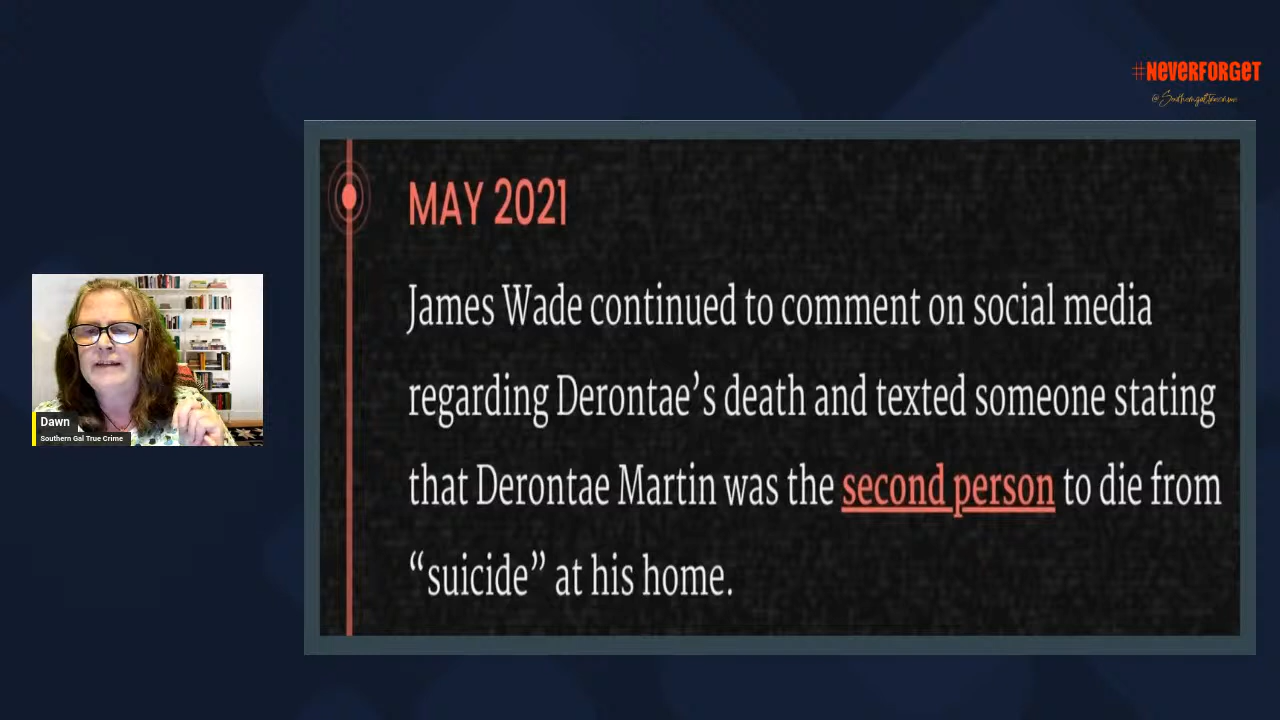 #NEVERFORGET
@Southerngaltruecrime
MAY 2021
James Wade continued to comment on social media
regarding Derontae’s death and texted someone stating
that Derontae Martin was the second person to die from
“suicide” at his home.
Dawn
Southern Gal True Crime